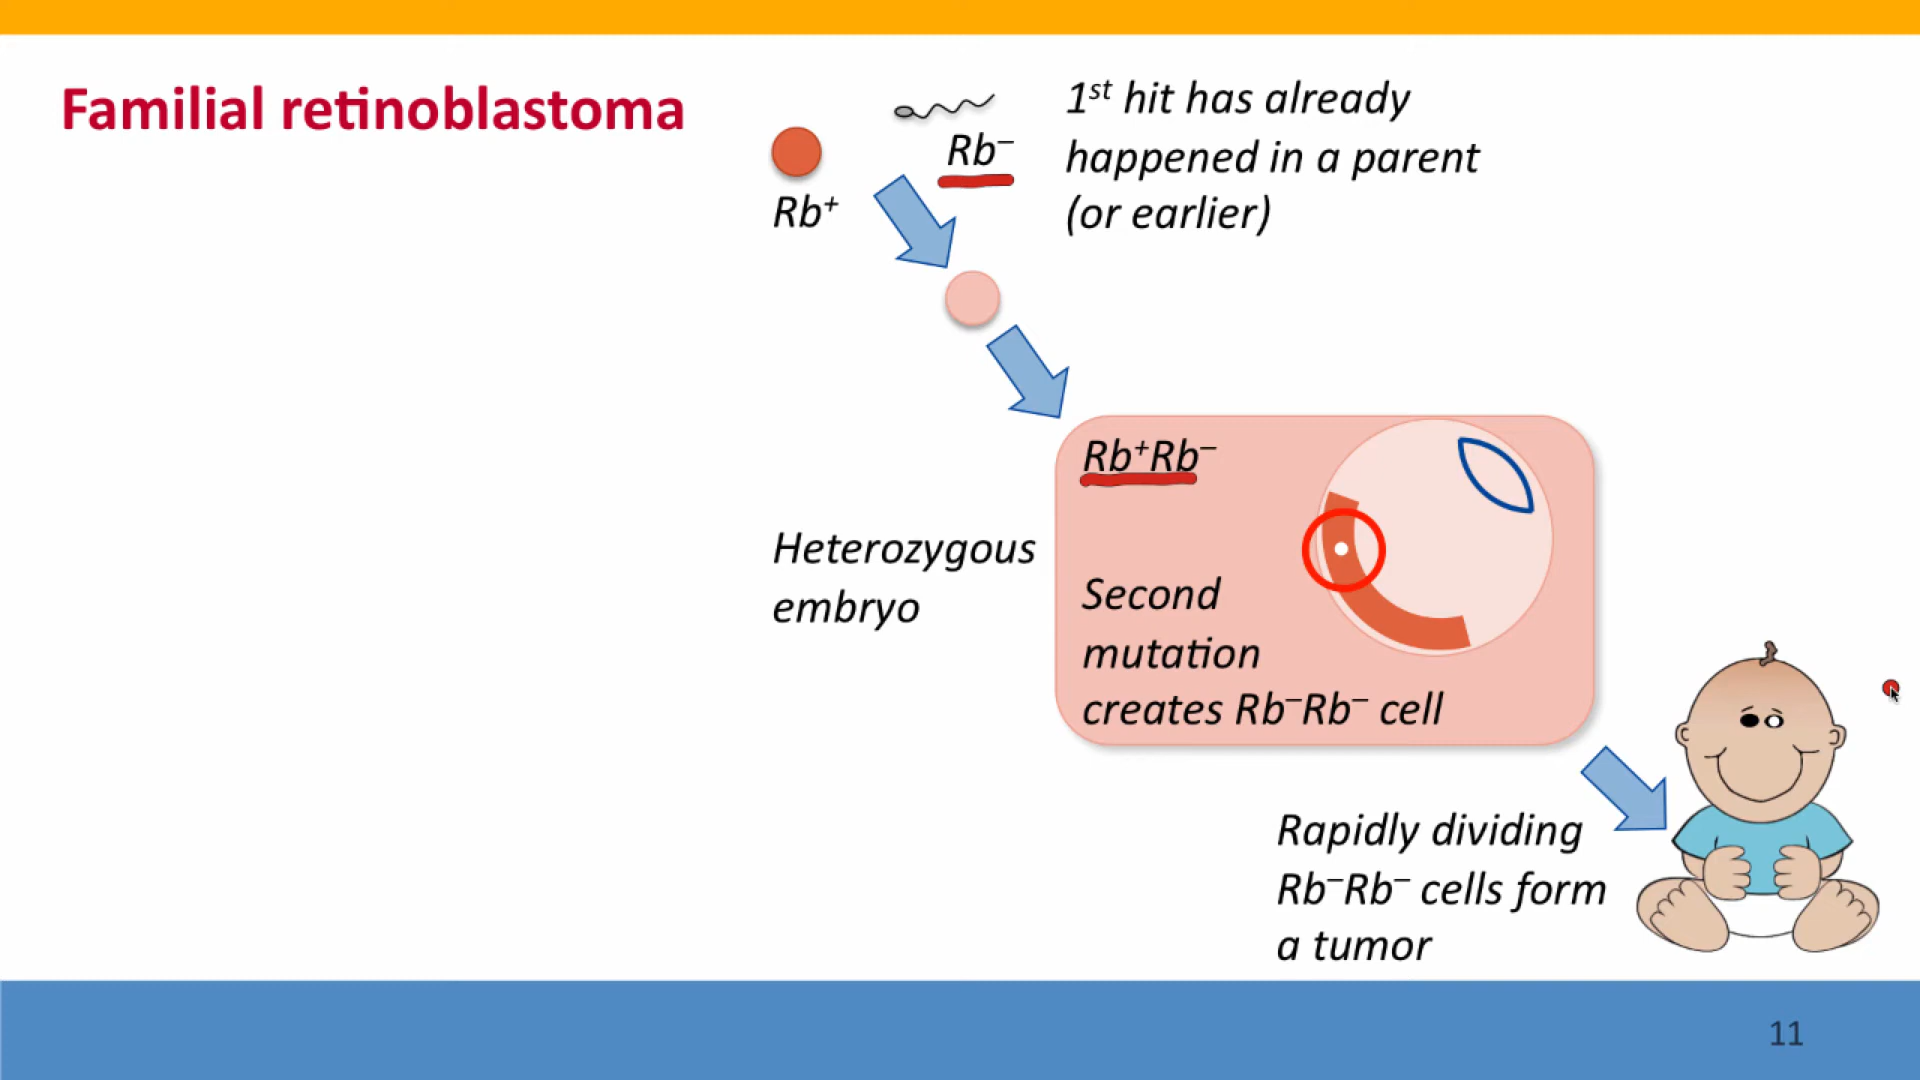 Familial retinoblastoma
Rb⁺
Rb⁻
1ˢᵗ hit has already
happened in a parent
(or earlier)
Heterozygous
embryo
Rb⁺Rb⁻
Second
mutation
creates Rb⁻Rb⁻ cell
Rapidly dividing
Rb⁻Rb⁻ cells form
a tumor
11